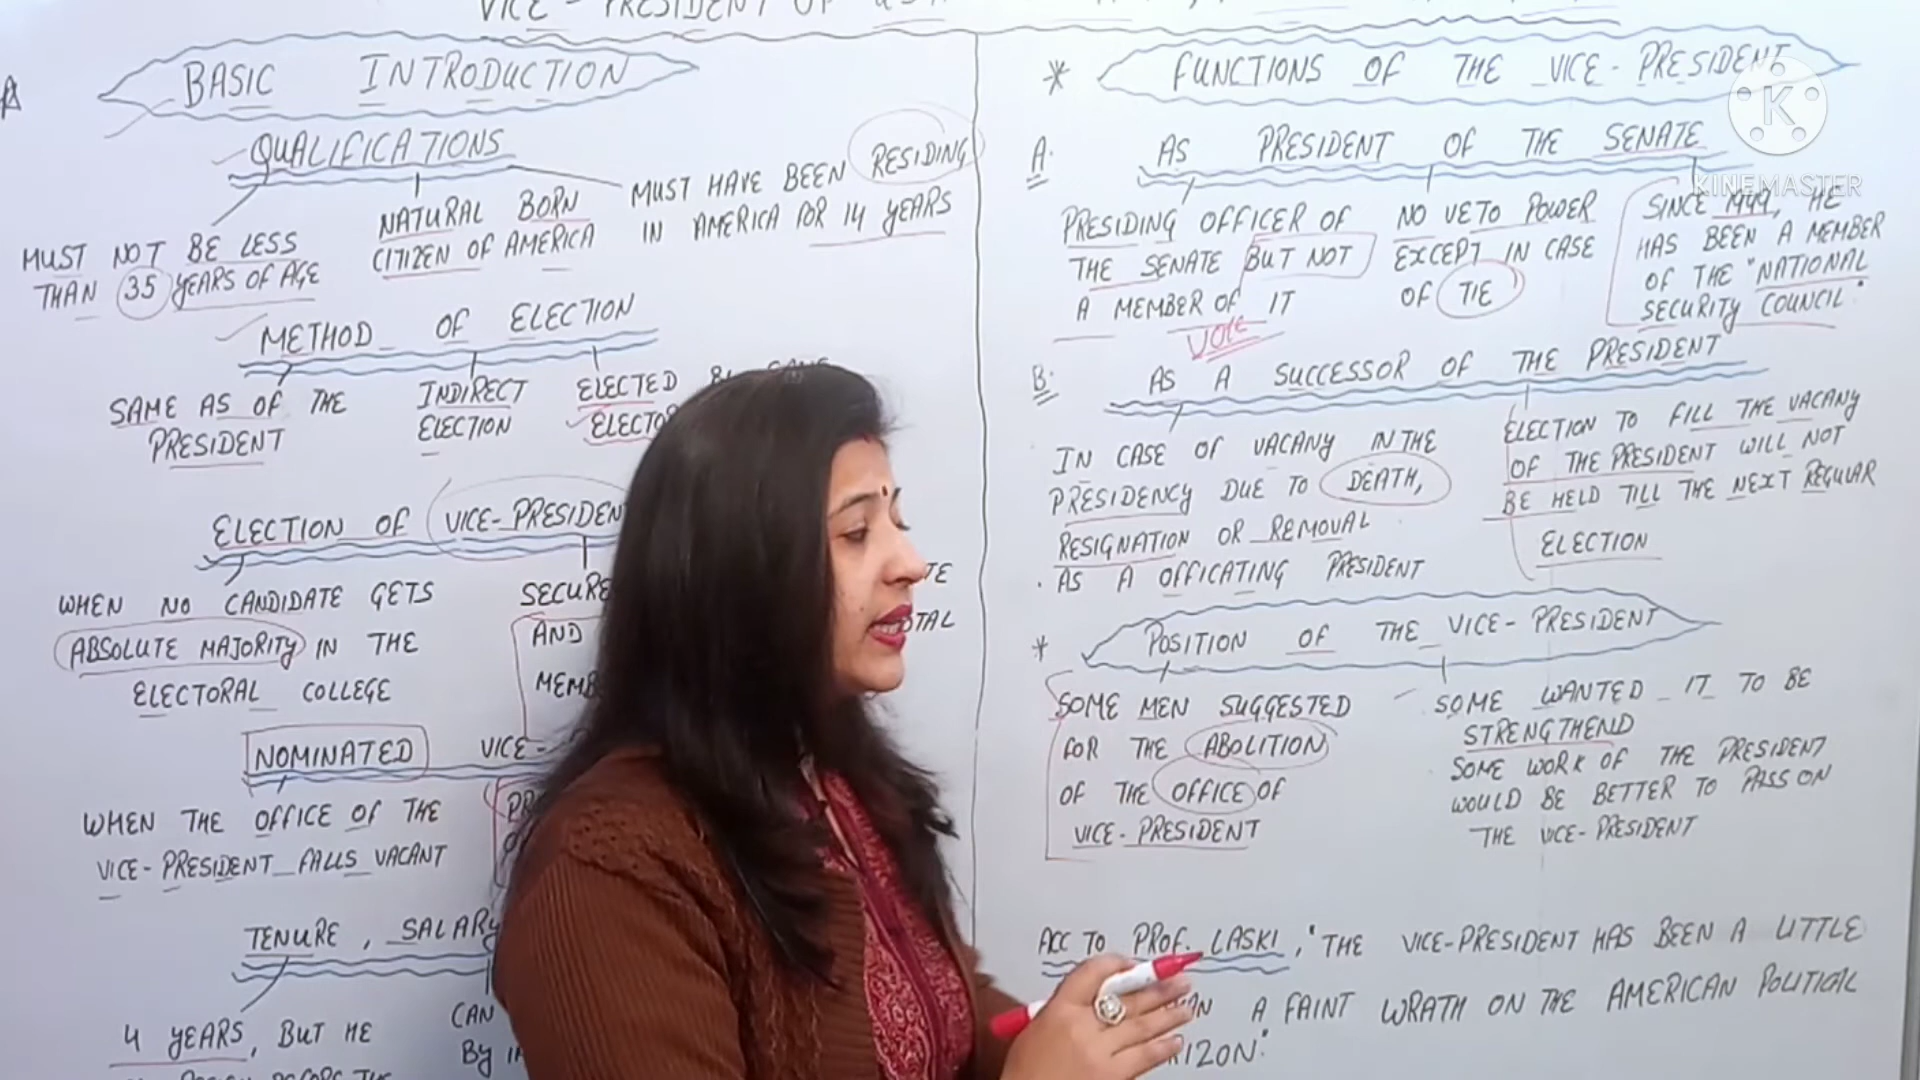 VICE - PRESIDENT OF
BASIC INTRODUCTION
QUALIFICATIONS
MUST NOT BE LESS
THAN 35 YEARS OF AGE
NATURAL BORN
CITIZEN OF AMERICA
MUST HAVE BEEN RESIDING
IN AMERICA FOR 14 YEARS
METHOD OF ELECTION
SAME AS OF THE
PRESIDENT
INDIRECT
ELECTION
ELECTED
ELECTOR
ELECTION OF VICE-PRESIDEN
WHEN NO CANDIDATE GETS
ABSOLUTE MAJORITY IN THE
ELECTORAL COLLEGE
SECURE
AND
MEMB
NOMINATED VICE-
WHEN THE OFFICE OF THE
VICE-PRESIDENT FALLS VACANT
TENURE, SALARY
4 YEARS, BUT HE
CAN
BY
* FUNCTIONS OF THE VICE-PRESIDENT
KINEMASTER
A. AS PRESIDENT OF THE SENATE
PRESIDING OFFICER OF
THE SENATE BUT NOT
A MEMBER OF IT
VOTE
NO VETO POWER
EXCEPT IN CASE
OF TIE
SINCE 1949, HE
HAS BEEN A MEMBER
OF THE "NATIONAL
SECURITY COUNCIL"
B. AS A SUCCESSOR OF THE PRESIDENT
IN CASE OF VACANY IN THE
PRESIDENCY DUE TO DEATH,
RESIGNATION OR REMOVAL
. AS A OFFICATING PRESIDENT
ELECTION TO FILL THE VACANY
OF THE PRESIDENT WILL NOT
BE HELD TILL THE NEXT REGULAR
ELECTION
* POSITION OF THE VICE-PRESIDENT
SOME MEN SUGGESTED
FOR THE ABOLITION
OF THE OFFICE OF
VICE-PRESIDENT
SOME WANTED IT TO BE
STRENGTHEND
SOME WORK OF THE PRESIDENT
WOULD BE BETTER TO PASS ON
THE VICE-PRESIDENT
ACC TO PROF. LASKI, "THE VICE-PRESIDENT HAS BEEN A LITTLE
A FAINT WRATH ON THE AMERICAN POLITICAL
RIZON."